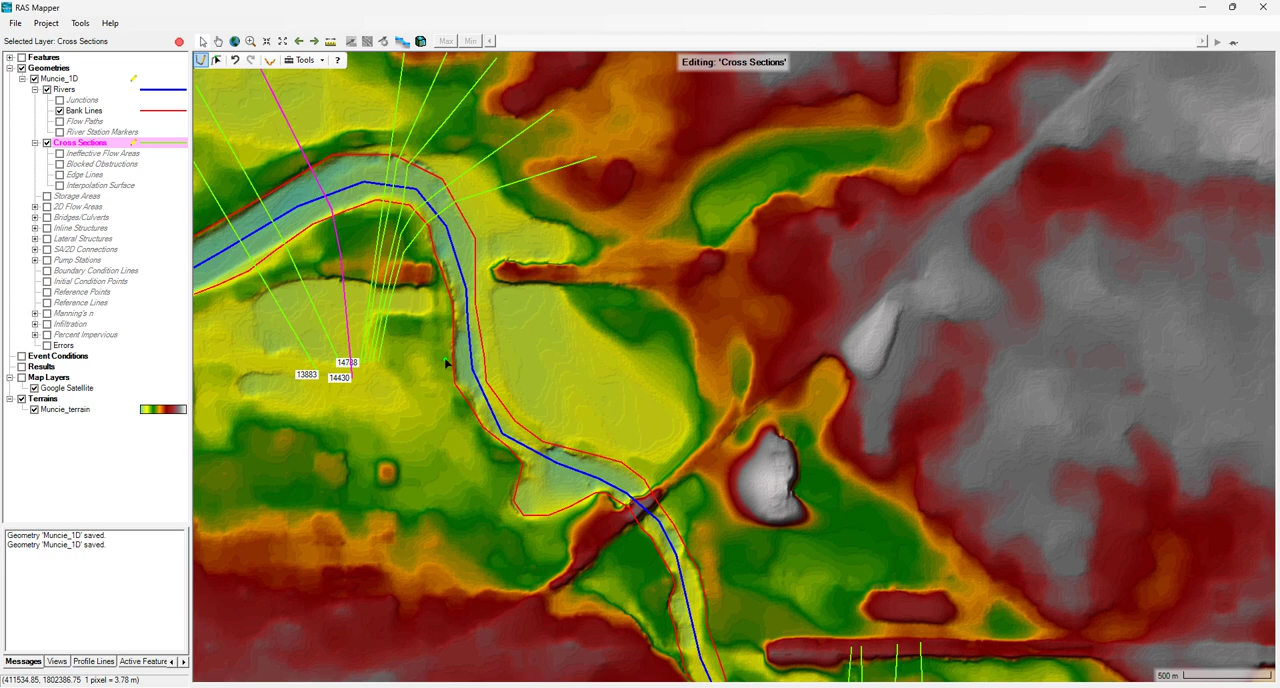 RAS Mapper
File Project Tools Help
Selected Layer: Cross Sections
Max Min
Tools ?
Editing: 'Cross Sections'
Features
Geometries
Muncie_1D
Rivers
Junctions
Bank Lines
Flow Paths
River Station Markers
Cross Sections
Ineffective Flow Areas
Blocked Obstructions
Edge Lines
Interpolation Surface
Storage Areas
2D Flow Areas
Bridges/Culverts
Inline Structures
Lateral Structures
SA/2D Connections
Pump Stations
Boundary Condition Lines
Initial Condition Points
Reference Points
Reference Lines
Manning's n
Infiltration
Percent Impervious
Errors
Event Conditions
Results
Map Layers
Google Satellite
Terrains
Muncie_terrain
14788
13883
14430
Geometry 'Muncie_1D' saved.
Geometry 'Muncie_1D' saved.
Messages Views Profile Lines Active Feature
(411534.85, 1802386.75 1 pixel = 3.78 m)
500 m